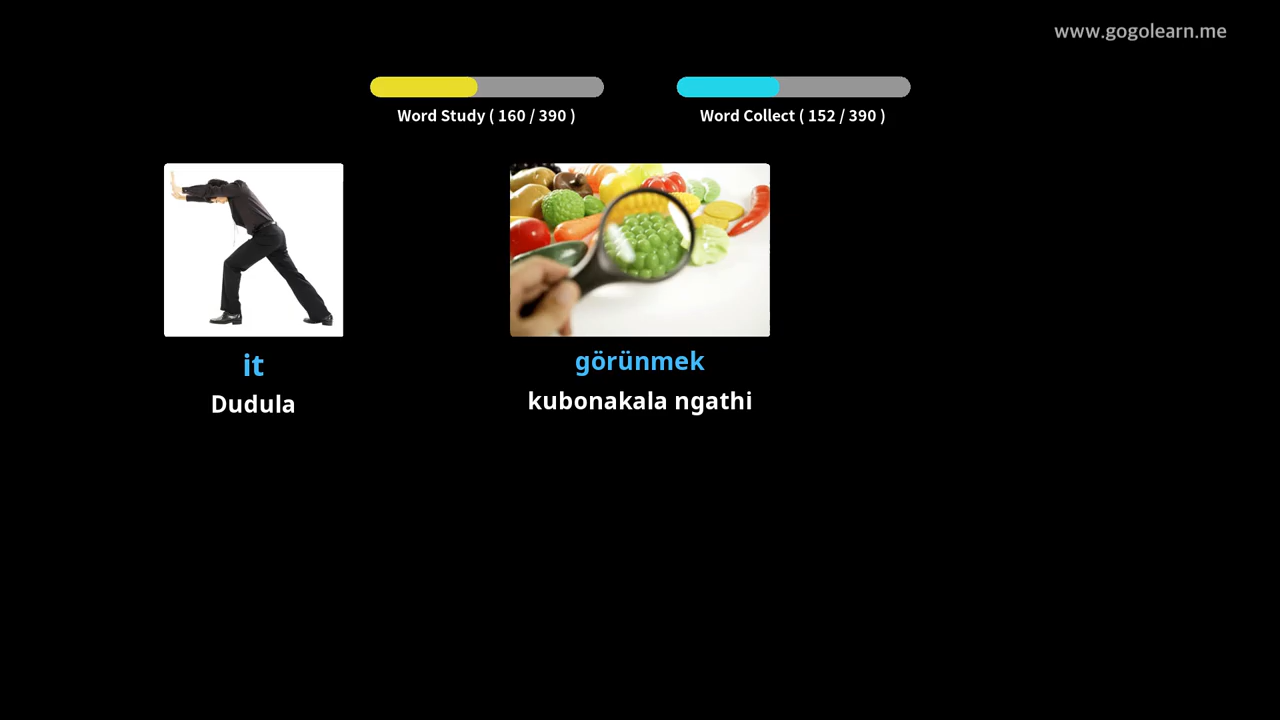 www.gogolearn.me
Word Study ( 160 / 390 )
Word Collect ( 152 / 390 )
it
Dudula
görünmek
kubonakala ngathi